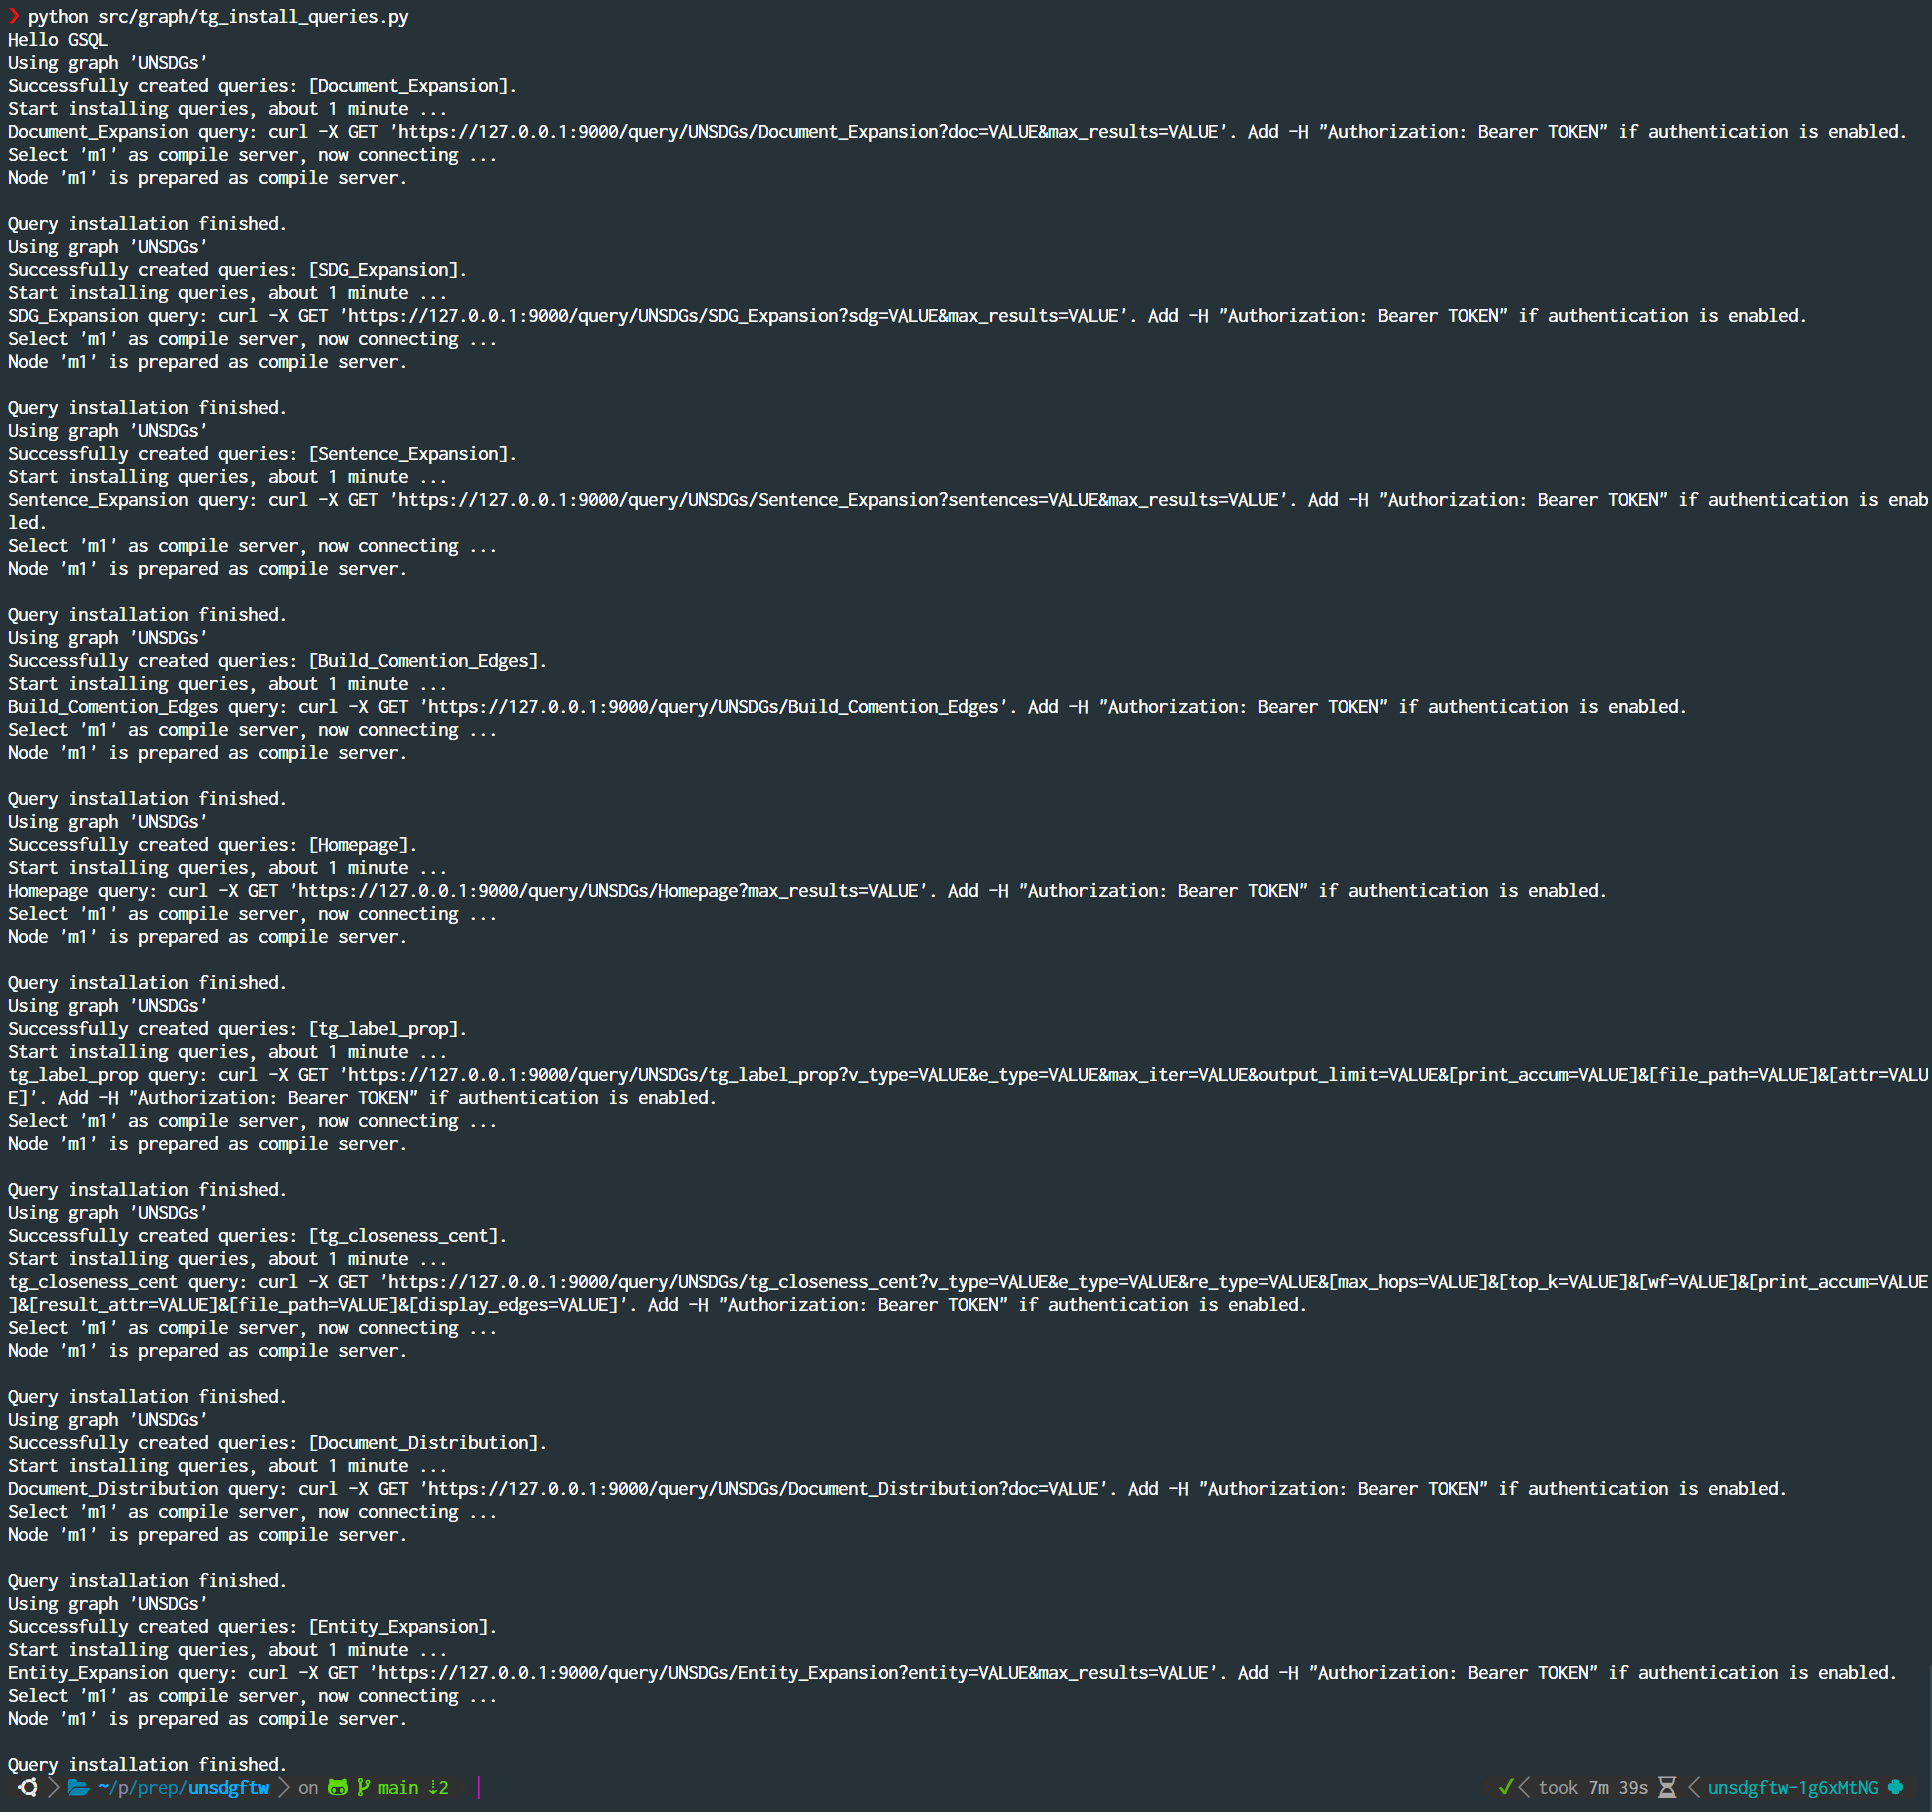 ❯ python src/graph/tg_install_queries.py
Hello GSQL
Using graph 'UNSDGs'
Successfully created queries: [Document_Expansion].
Start installing queries, about 1 minute ...
Document_Expansion query: curl -X GET 'https://127.0.0.1:9000/query/UNSDGs/Document_Expansion?doc=VALUE&max_results=VALUE'. Add -H "Authorization: Bearer TOKEN" if authentication is enabled.
Select 'm1' as compile server, now connecting ...
Node 'm1' is prepared as compile server.

Query installation finished.
Using graph 'UNSDGs'
Successfully created queries: [SDG_Expansion].
Start installing queries, about 1 minute ...
SDG_Expansion query: curl -X GET 'https://127.0.0.1:9000/query/UNSDGs/SDG_Expansion?sdg=VALUE&max_results=VALUE'. Add -H "Authorization: Bearer TOKEN" if authentication is enabled.
Select 'm1' as compile server, now connecting ...
Node 'm1' is prepared as compile server.

Query installation finished.
Using graph 'UNSDGs'
Successfully created queries: [Sentence_Expansion].
Start installing queries, about 1 minute ...
Sentence_Expansion query: curl -X GET 'https://127.0.0.1:9000/query/UNSDGs/Sentence_Expansion?sentences=VALUE&max_results=VALUE'. Add -H "Authorization: Bearer TOKEN" if authentication is enab
led.
Select 'm1' as compile server, now connecting ...
Node 'm1' is prepared as compile server.

Query installation finished.
Using graph 'UNSDGs'
Successfully created queries: [Build_Comention_Edges].
Start installing queries, about 1 minute ...
Build_Comention_Edges query: curl -X GET 'https://127.0.0.1:9000/query/UNSDGs/Build_Comention_Edges'. Add -H "Authorization: Bearer TOKEN" if authentication is enabled.
Select 'm1' as compile server, now connecting ...
Node 'm1' is prepared as compile server.

Query installation finished.
Using graph 'UNSDGs'
Successfully created queries: [Homepage].
Start installing queries, about 1 minute ...
Homepage query: curl -X GET 'https://127.0.0.1:9000/query/UNSDGs/Homepage?max_results=VALUE'. Add -H "Authorization: Bearer TOKEN" if authentication is enabled.
Select 'm1' as compile server, now connecting ...
Node 'm1' is prepared as compile server.

Query installation finished.
Using graph 'UNSDGs'
Successfully created queries: [tg_label_prop].
Start installing queries, about 1 minute ...
tg_label_prop query: curl -X GET 'https://127.0.0.1:9000/query/UNSDGs/tg_label_prop?v_type=VALUE&e_type=VALUE&max_iter=VALUE&output_limit=VALUE&[print_accum=VALUE]&[file_path=VALUE]&[attr=VALU
E]'. Add -H "Authorization: Bearer TOKEN" if authentication is enabled.
Select 'm1' as compile server, now connecting ...
Node 'm1' is prepared as compile server.

Query installation finished.
Using graph 'UNSDGs'
Successfully created queries: [tg_closeness_cent].
Start installing queries, about 1 minute ...
tg_closeness_cent query: curl -X GET 'https://127.0.0.1:9000/query/UNSDGs/tg_closeness_cent?v_type=VALUE&e_type=VALUE&re_type=VALUE&[max_hops=VALUE]&[top_k=VALUE]&[wf=VALUE]&[print_accum=VALUE
]&[result_attr=VALUE]&[file_path=VALUE]&[display_edges=VALUE]'. Add -H "Authorization: Bearer TOKEN" if authentication is enabled.
Select 'm1' as compile server, now connecting ...
Node 'm1' is prepared as compile server.

Query installation finished.
Using graph 'UNSDGs'
Successfully created queries: [Document_Distribution].
Start installing queries, about 1 minute ...
Document_Distribution query: curl -X GET 'https://127.0.0.1:9000/query/UNSDGs/Document_Distribution?doc=VALUE'. Add -H "Authorization: Bearer TOKEN" if authentication is enabled.
Select 'm1' as compile server, now connecting ...
Node 'm1' is prepared as compile server.

Query installation finished.
Using graph 'UNSDGs'
Successfully created queries: [Entity_Expansion].
Start installing queries, about 1 minute ...
Entity_Expansion query: curl -X GET 'https://127.0.0.1:9000/query/UNSDGs/Entity_Expansion?entity=VALUE&max_results=VALUE'. Add -H "Authorization: Bearer TOKEN" if authentication is enabled.
Select 'm1' as compile server, now connecting ...
Node 'm1' is prepared as compile server.

Query installation finished.
~/p/prep/unsdgftw on main ⇣2 ✓ took 7m 39s unsdgftw-1g6xMtNG